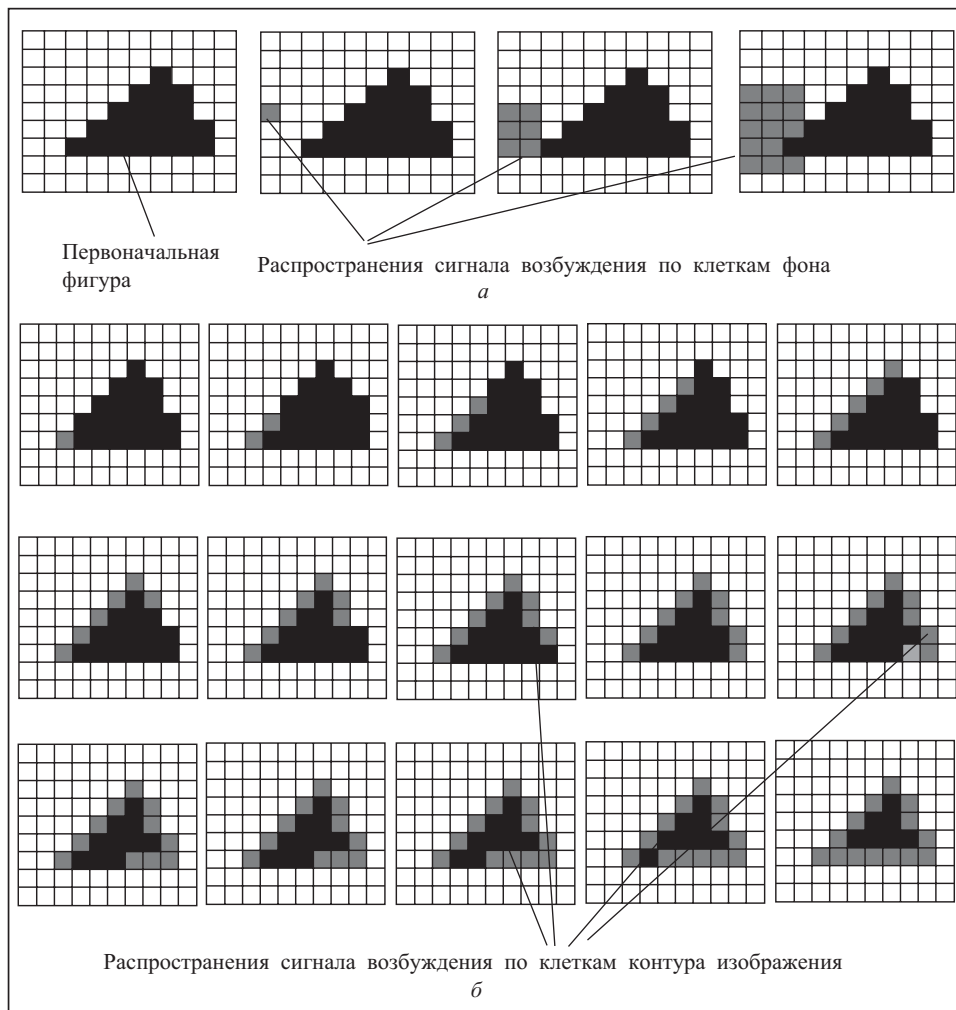 Первоначальная
фигура
Распространения сигнала возбуждения по клеткам фона
а
Распространения сигнала возбуждения по клеткам контура изображения
б